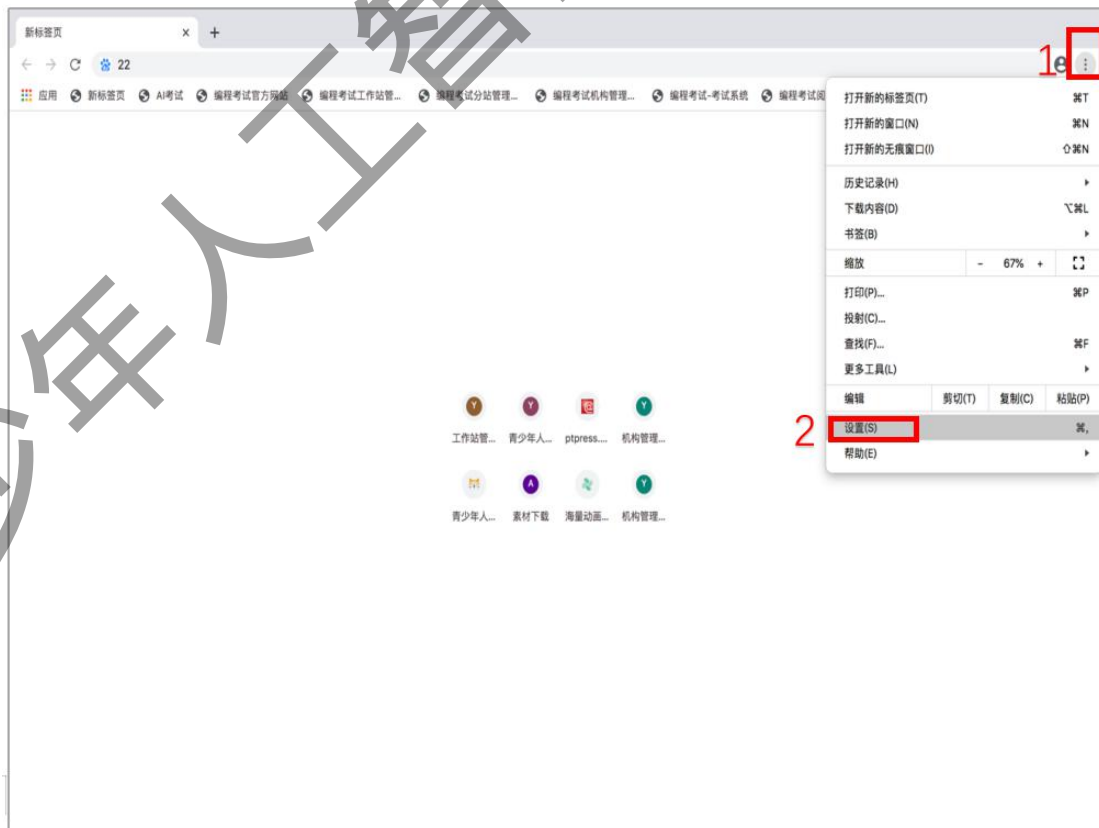 新标签页 × +
22
1
应用 新标签页 AI考试 编程考试官方网站 编程考试工作站管... 编程考试分站管理... 编程考试机构管理... 编程考试-考试系统 编程考试阅
打开新的标签页(T) ⌘T
打开新的窗口(N) ⌘N
打开新的无痕窗口(I) ⇧⌘N
历史记录(H)
下载内容(D) ⌥⌘L
书签(B)
缩放 - 67% +
打印(P)... ⌘P
投射(C)...
查找(F)... ⌘F
更多工具(L)
编辑 剪切(T) 复制(C) 粘贴(P)
2 设置(S) ⌘,
帮助(E)
Y Y Y
工作站管... 青少年人... ptpress.... 机构管理...
A Y
青少年人... 素材下载 海量动画... 机构管理...
少年人工智